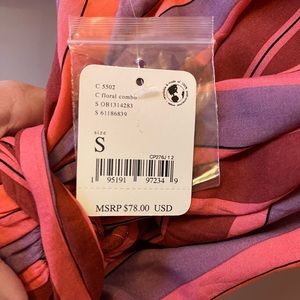 C 5502
C floral combo
S OB1314283
S 61186839
size
S
CP276J 1 2
1 95191 97234 9
MSRP $78.00 USD